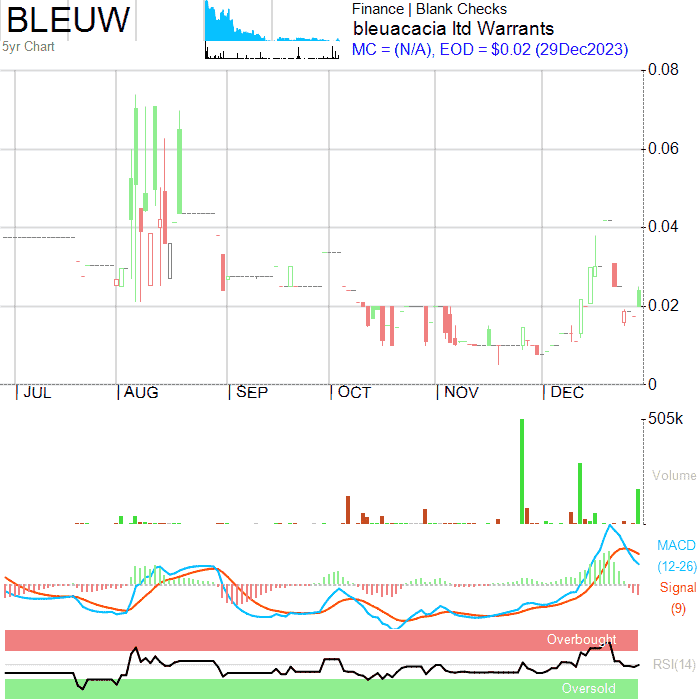 BLEUW
5yr Chart
Finance | Blank Checks
bleuacacia ltd Warrants
MC = (N/A), EOD = $0.02 (29Dec2023)
0.08
0.06
0.04
0.02
0
JUL AUG SEP OCT NOV DEC
505k
Volume
MACD
(12-26)
Signal
(9)
Overbought
RSI(14)
Oversold